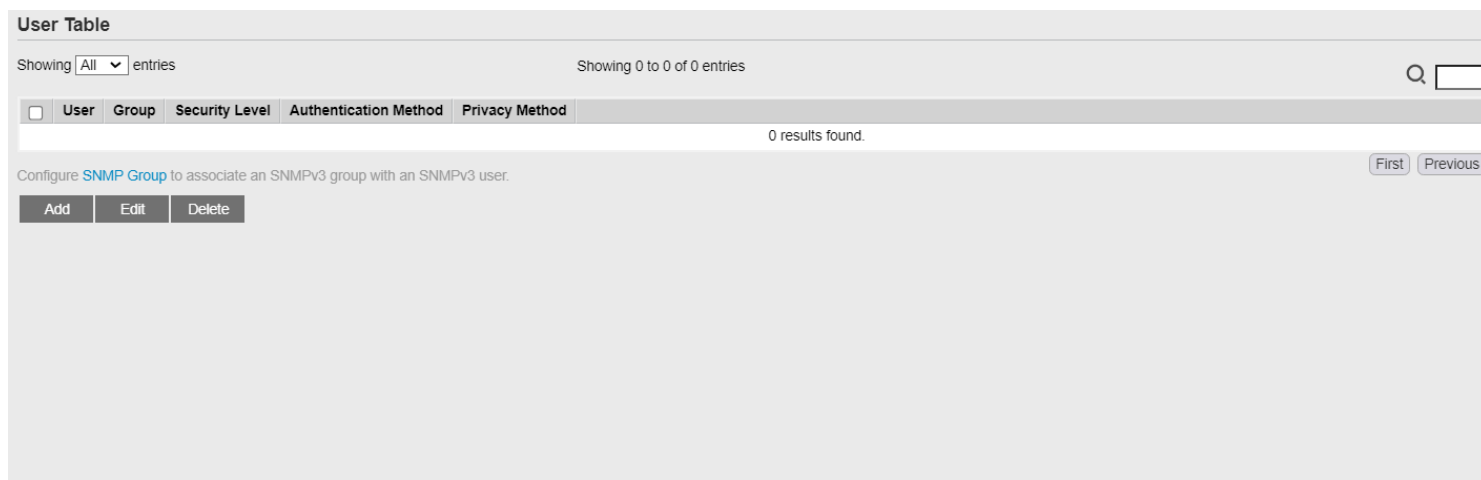 User Table
Showing All entries
Showing 0 to 0 of 0 entries
User Group Security Level Authentication Method Privacy Method
0 results found.
Configure SNMP Group to associate an SNMPv3 group with an SNMPv3 user.
First Previous
Add Edit Delete